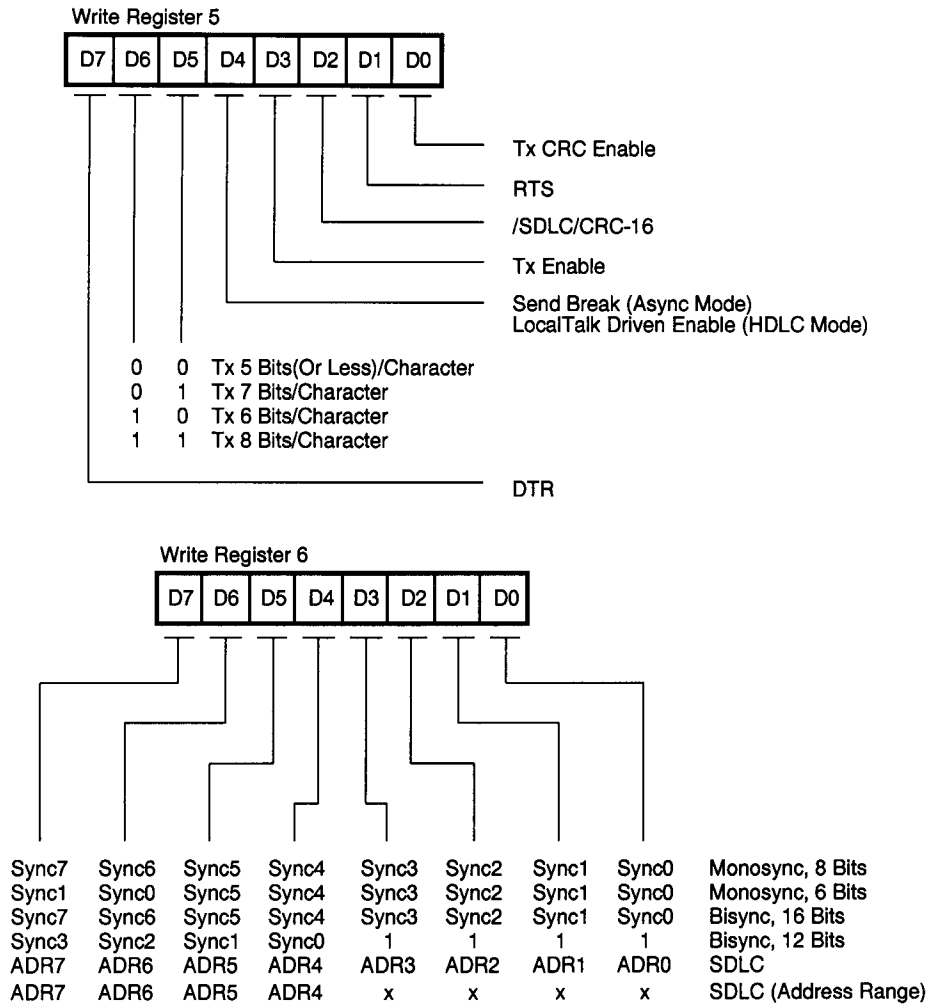 Write Register 5
D7 D6 D5 D4 D3 D2 D1 D0
Tx CRC Enable
RTS
/SDLC/CRC-16
Tx Enable
Send Break (Async Mode)
LocalTalk Driven Enable (HDLC Mode)
0 0 Tx 5 Bits(Or Less)/Character
0 1 Tx 7 Bits/Character
1 0 Tx 6 Bits/Character
1 1 Tx 8 Bits/Character
DTR
Write Register 6
D7 D6 D5 D4 D3 D2 D1 D0
Sync7 Sync6 Sync5 Sync4 Sync3 Sync2 Sync1 Sync0 Monosync, 8 Bits
Sync1 Sync0 Sync5 Sync4 Sync3 Sync2 Sync1 Sync0 Monosync, 6 Bits
Sync7 Sync6 Sync5 Sync4 Sync3 Sync2 Sync1 Sync0 Bisync, 16 Bits
Sync3 Sync2 Sync1 Sync0 1 1 1 1 Bisync, 12 Bits
ADR7 ADR6 ADR5 ADR4 ADR3 ADR2 ADR1 ADR0 SDLC
ADR7 ADR6 ADR5 ADR4 x x x x SDLC (Address Range)